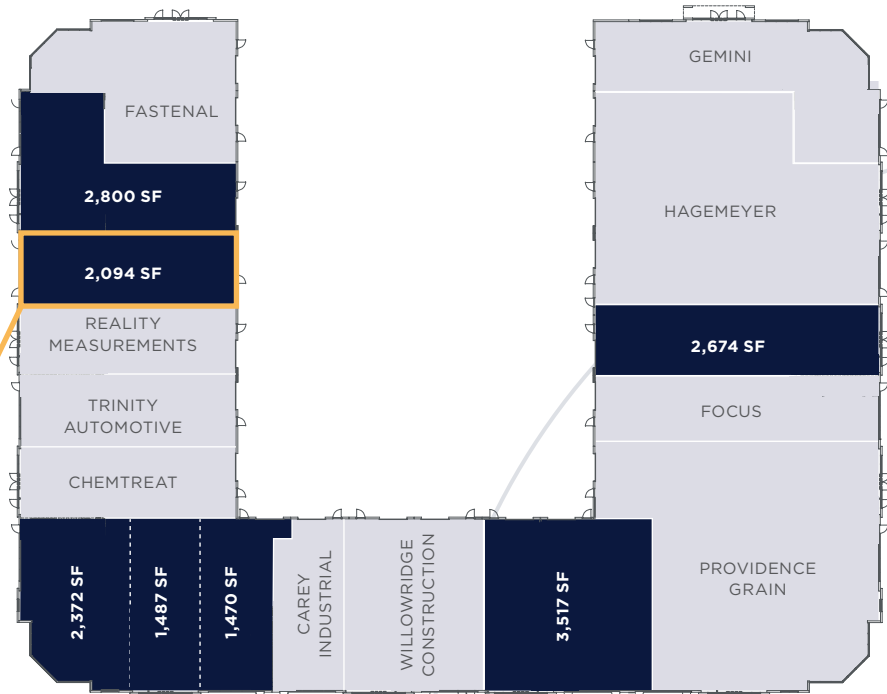 GEMINI
FASTENAL
2,800 SF
HAGEMEYER
2,094 SF
REALITY
MEASUREMENTS
2,674 SF
TRINITY
AUTOMOTIVE
FOCUS
CHEMTREAT
2,372 SF
1,487 SF
1,470 SF
CAREY
INDUSTRIAL
WILLOWRIDGE
CONSTRUCTION
3,517 SF
PROVIDENCE
GRAIN